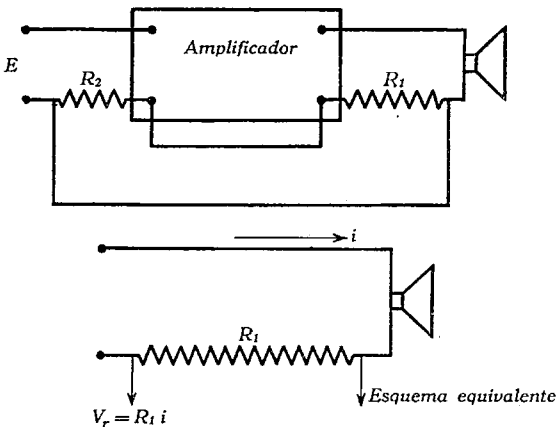 Amplificador
E
R2
R1
i
R1
Esquema equivalente
Vr = R1 i